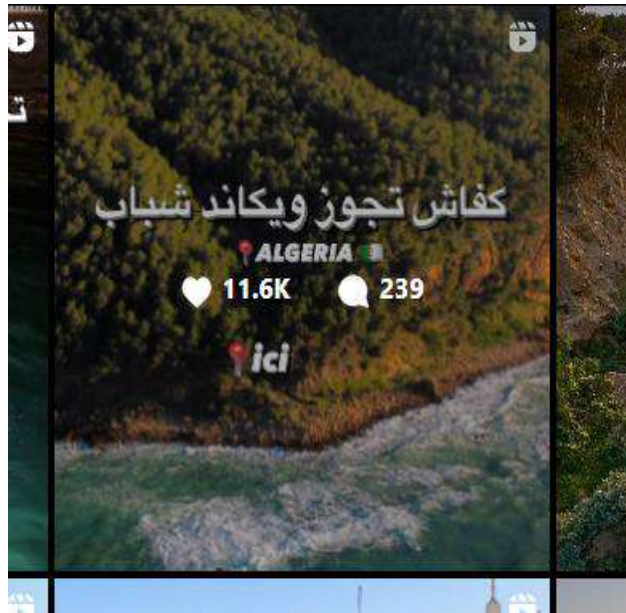 ت
كفاش تجوز ويكاند شباب
📍ALGERIA 🇩🇿
11.6K 239
📍ici